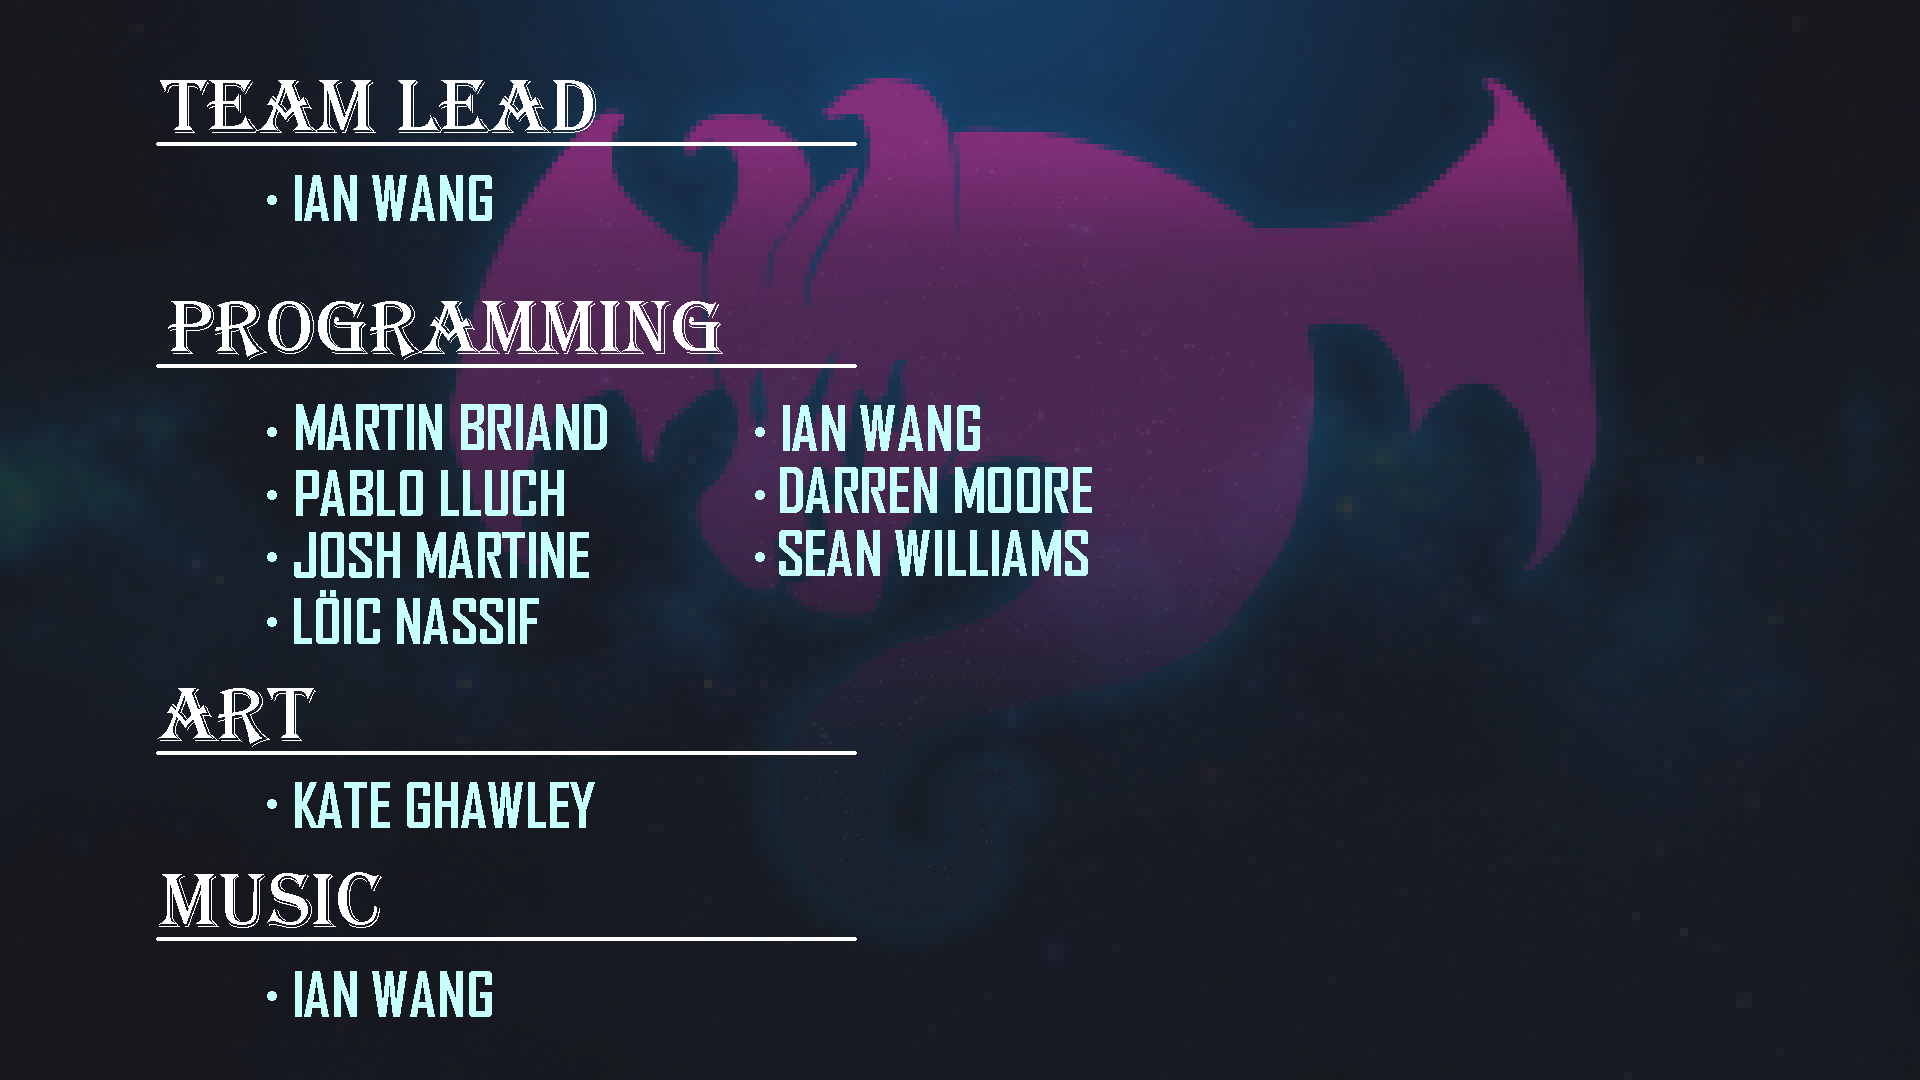 TEAM LEAD
• IAN WANG
PROGRAMMING
• MARTIN BRIAND
• PABLO LLUCH
• JOSH MARTINE
• LÖIC NASSIF
• IAN WANG
• DARREN MOORE
• SEAN WILLIAMS
ART
• KATE GHAWLEY
MUSIC
• IAN WANG